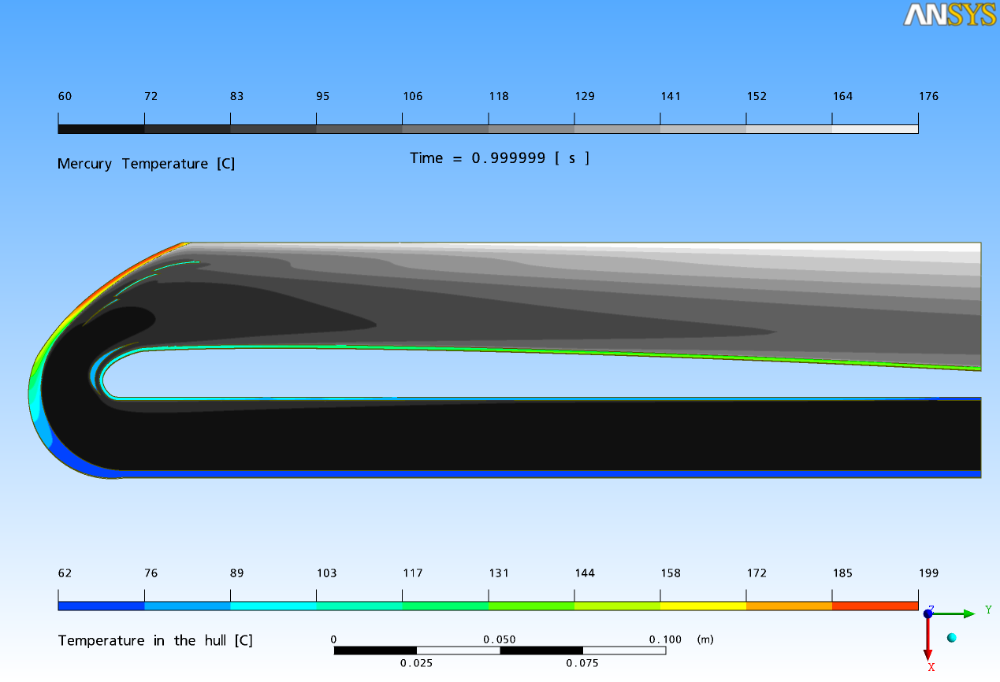 ANSYS
60 72 83 95 106 118 129 141 152 164 176
Mercury Temperature [C]
Time = 0.999999 [ s ]
62 76 89 103 117 131 144 158 172 185 199
Temperature in the hull [C]
0 0.050 0.100 (m)
0.025 0.075
Z
Y
X